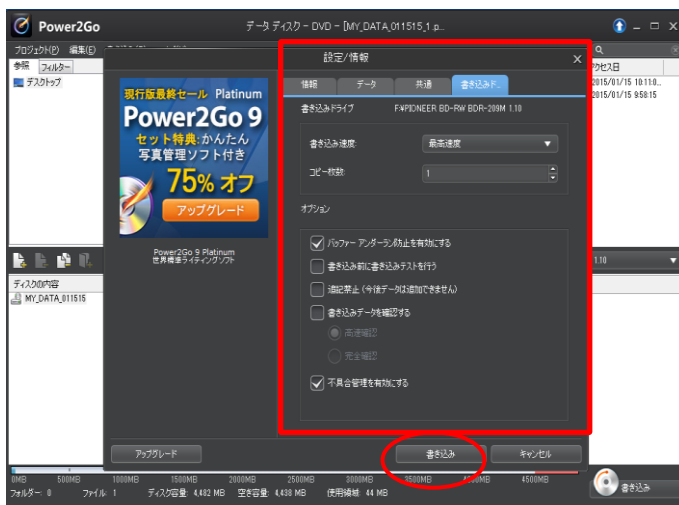 Power2Go
データ ディスク - DVD - [MY_DATA_011515_1.p...
プロジェクト(P) 編集(E)
参照 フィルター
デスクトップ
設定/情報
情報 データ 共通 書き込みド...
書き込みドライブ F:¥PIONEER BD-RW BDR-209M 1.10
書き込み速度: 最高速度
コピー枚数: 1
オプション
バッファー アンダーラン防止を有効にする
書き込み前に書き込みテストを行う
追記禁止 (今後データは追加できません)
書き込みデータを確認する
高速確認
完全確認
不具合管理を有効にする
現行版最終セール Platinum
Power2Go 9
セット特典:かんたん
写真管理ソフト付き
75% オフ
アップグレード
Power2Go 9 Platinum
世界標準ライティングソフト
アップグレード
書き込み キャンセル
クセス日
2015/01/15 10:11:0...
2015/01/15 9:58:15
1.10
ディスクの内容
MY_DATA_011515
0MB 500MB 1000MB 1500MB 2000MB 2500MB 3000MB 3500MB 4000MB 4500MB
フォルダー: 0 ファイル: 1 ディスク容量: 4,482 MB 空き容量: 4,438 MB 使用領域: 44 MB
書き込み